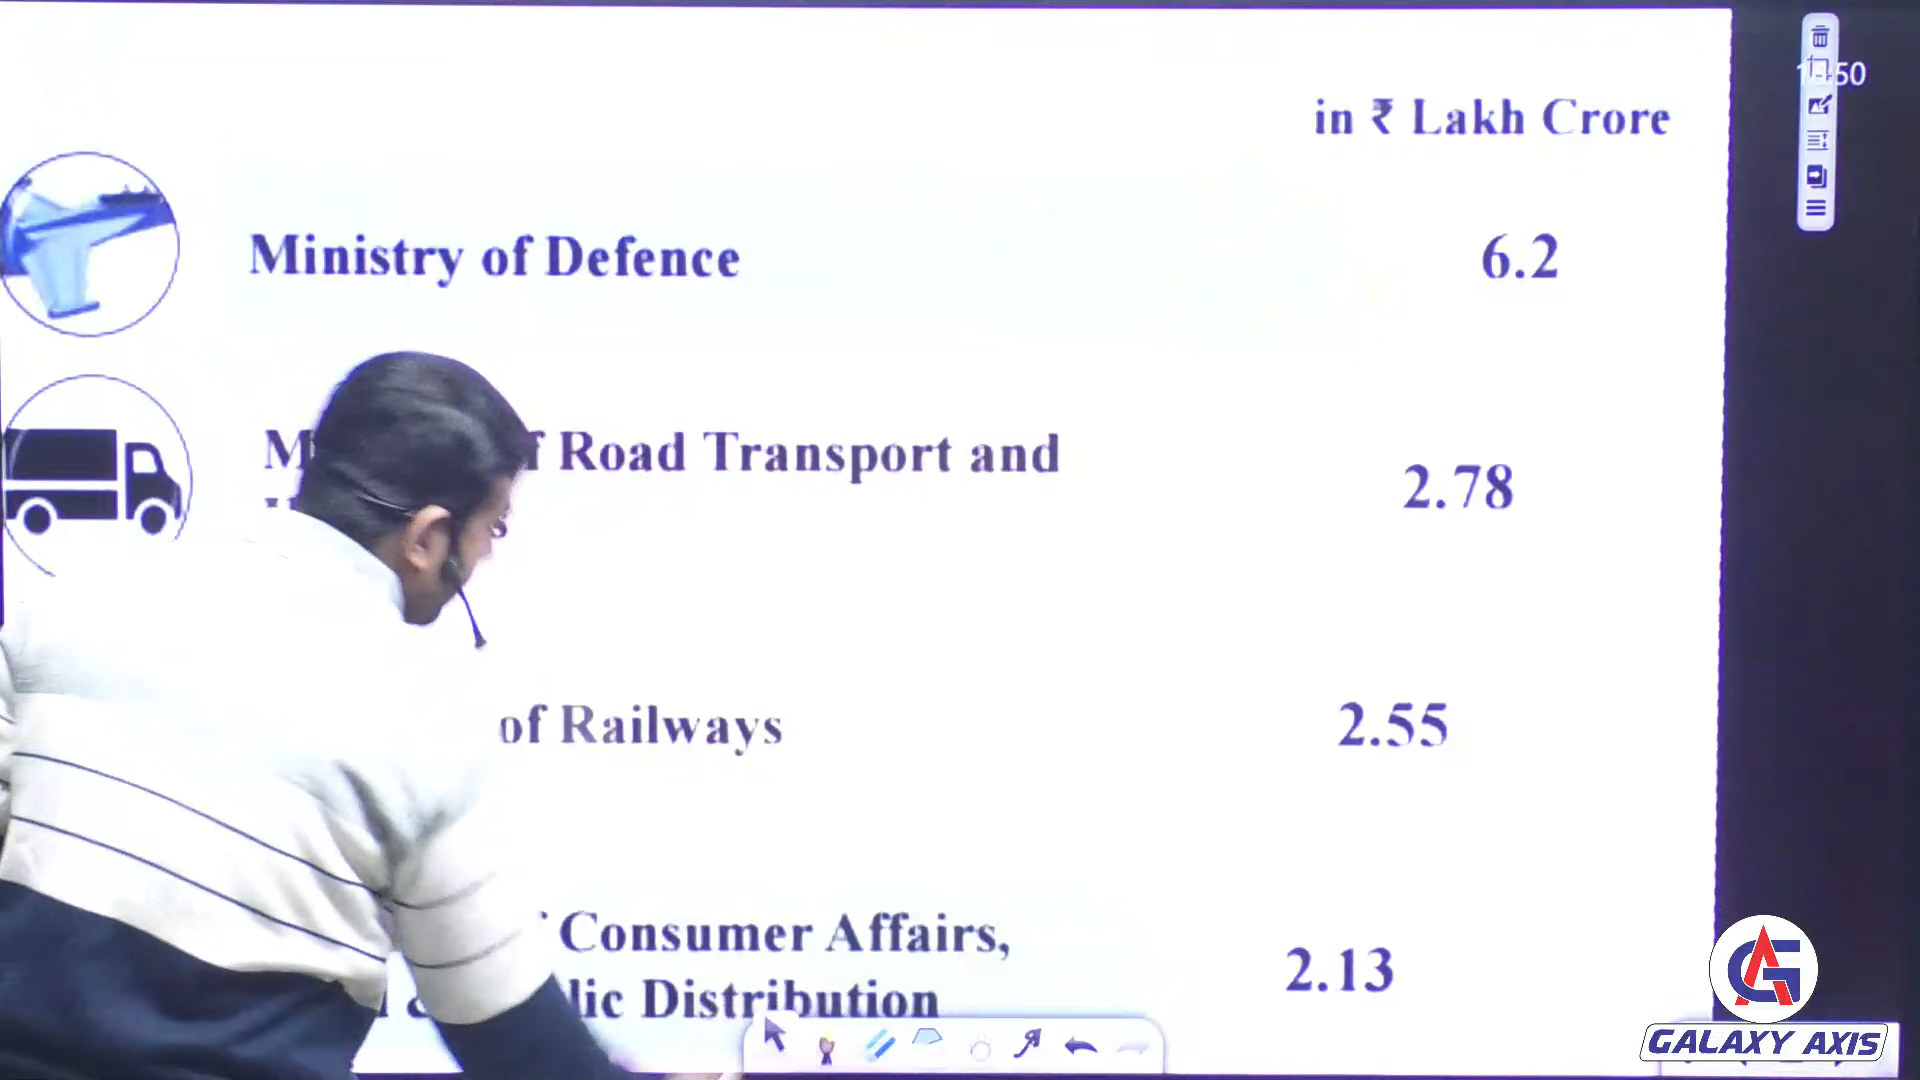 in ₹ Lakh Crore
Ministry of Defence
6.2
Road Transport and
2.78
of Railways
2.55
Consumer Affairs,
Distribution
2.13
GALAXY AXIS